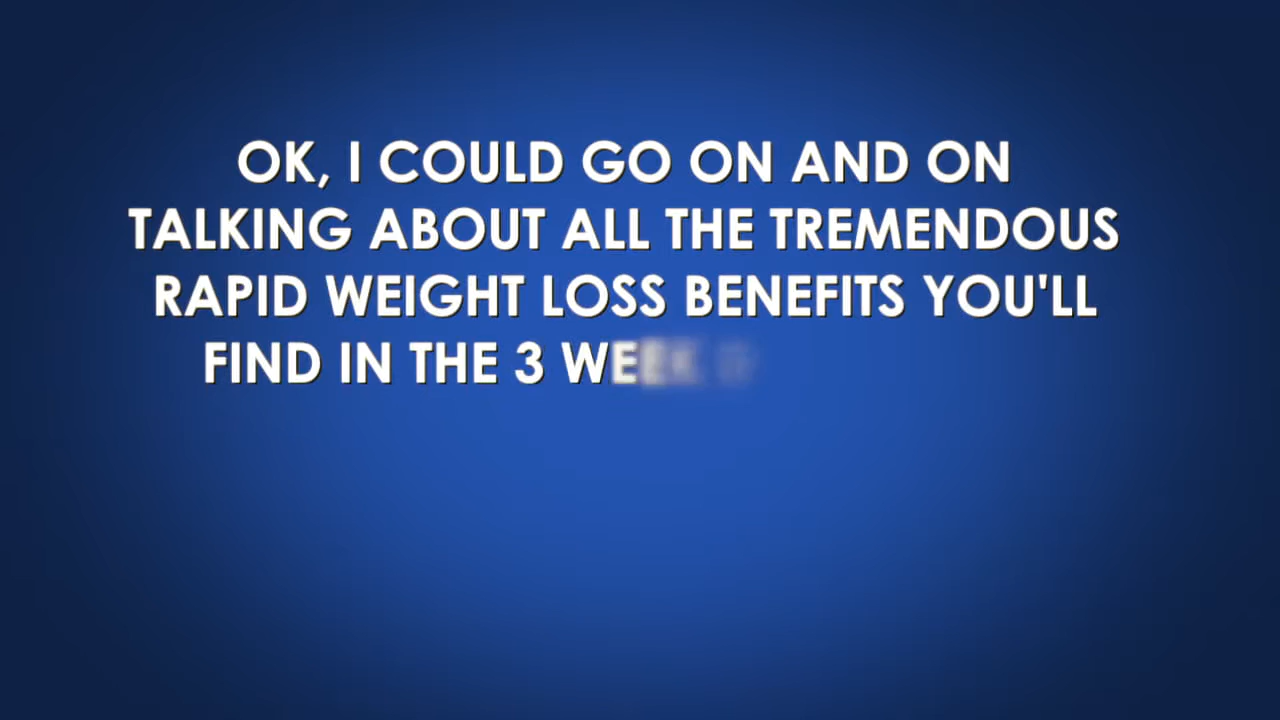 OK, I COULD GO ON AND ON
TALKING ABOUT ALL THE TREMENDOUS
RAPID WEIGHT LOSS BENEFITS YOU'LL
FIND IN THE 3 WEEK